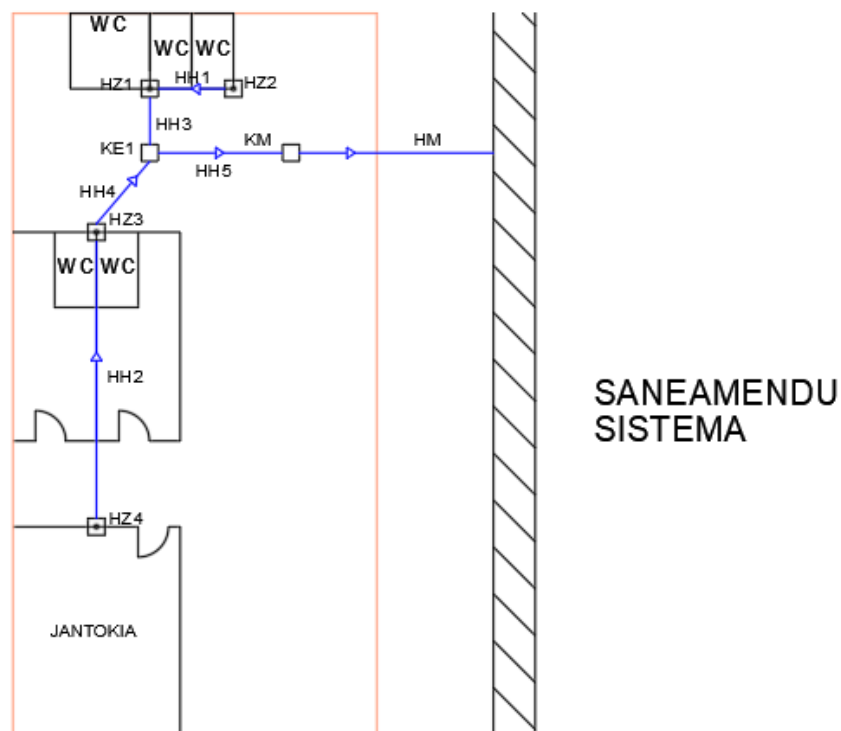 WC
WC WC
HZ1 HH1 HZ2
HH3
KE1 KM HM
HH5
HH4
HZ3
WC WC
HH2
SANEAMENDU
SISTEMA
HZ4
JANTOKIA